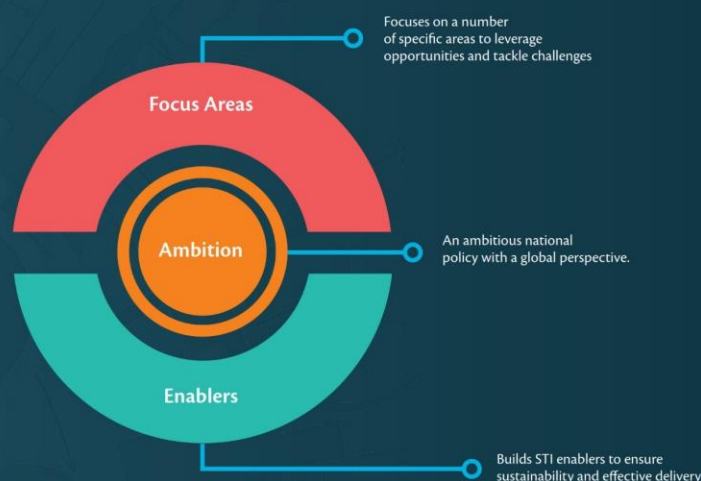 Focuses on a number
of specific areas to leverage
opportunities and tackle challenges
Focus Areas
Ambition
An ambitious national
policy with a global perspective.
Enablers
Builds STI enablers to ensure
sustainability and effective delivery